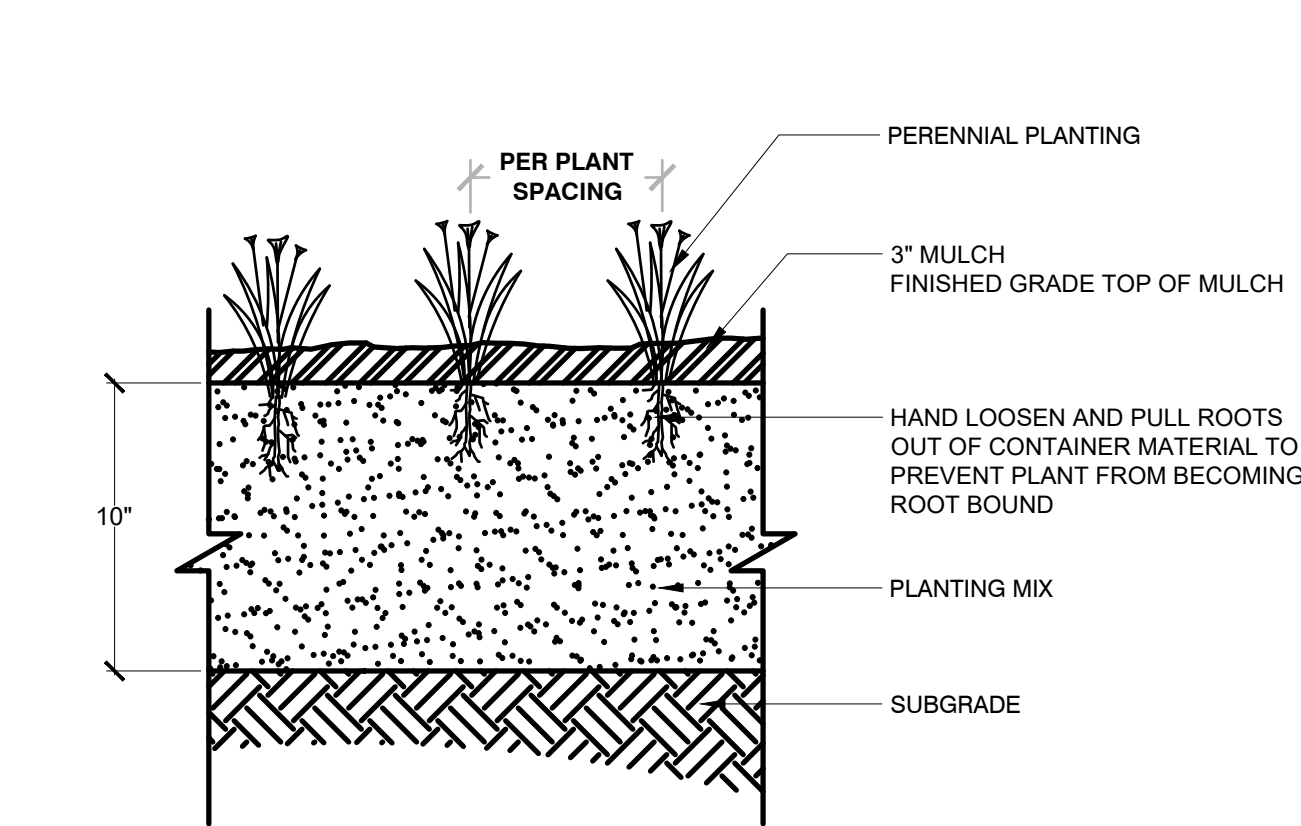 PERENNIAL PLANTING
PER PLANT
SPACING
3" MULCH
FINISHED GRADE TOP OF MULCH
HAND LOOSEN AND PULL ROOTS
OUT OF CONTAINER MATERIAL TO
PREVENT PLANT FROM BECOMING
ROOT BOUND
10"
PLANTING MIX
SUBGRADE